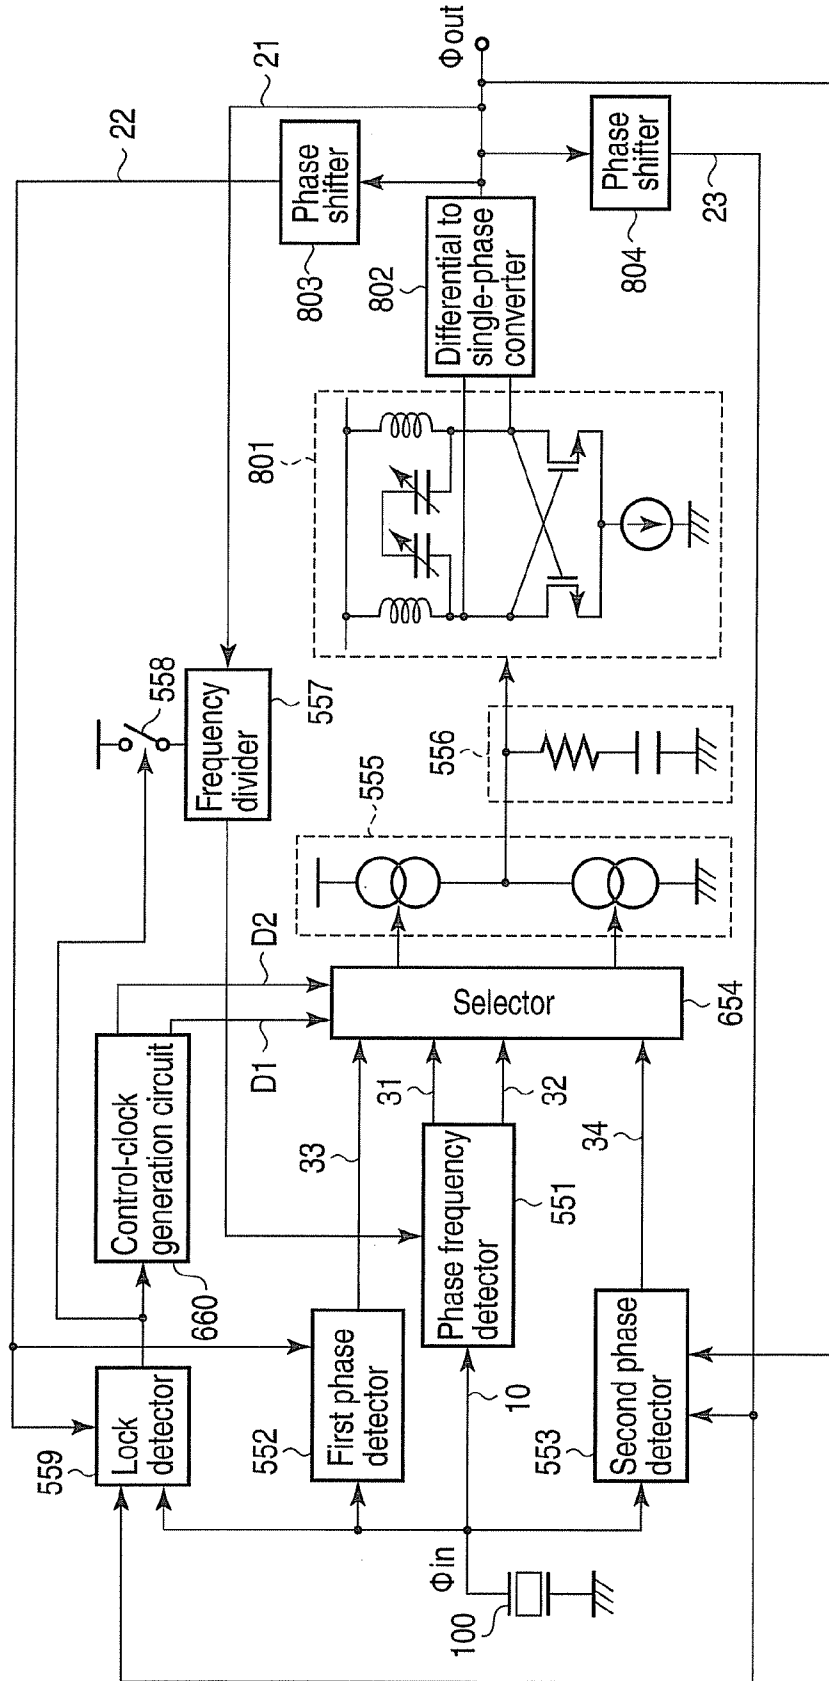 22
21
Φout
Phase
shifter
803
Differential to
single-phase
converter
802
Phase
shifter
804
23
801
558
Frequency
divider
557
556
555
D2
D1
Selector
654
Control-clock
generation circuit
660
33
31
32
34
Lock
detector
559
First phase
detector
552
Phase frequency
detector
551
10
Second phase
detector
553
Φin
100